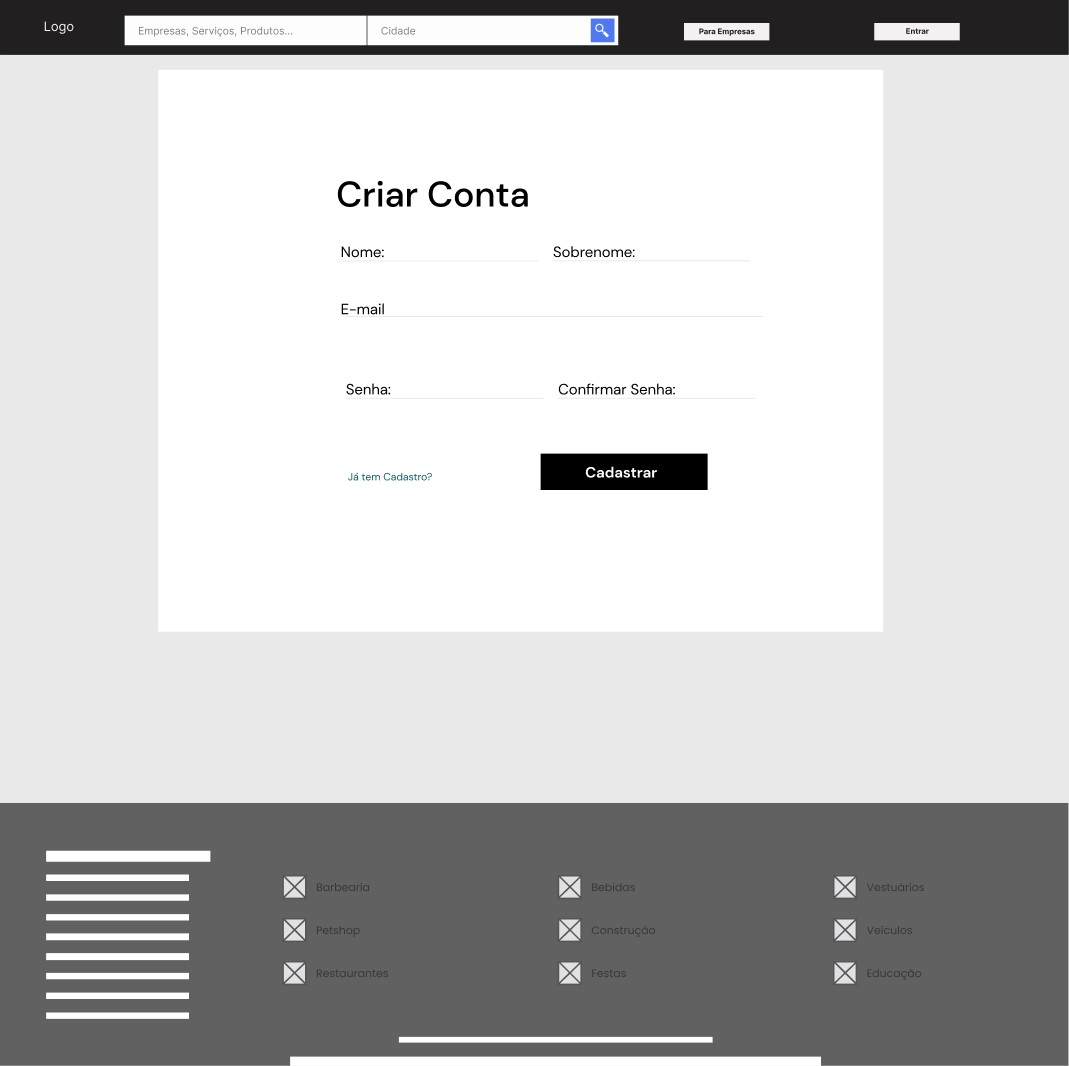 Logo
Empresas, Serviços, Produtos...
Cidade
Para Empresas
Entrar
Criar Conta
Nome:
Sobrenome:
E-mail
Senha:
Confirmar Senha:
Já tem Cadastro?
Cadastrar
Barbearia
Bebidas
Vestuários
Petshop
Construção
Veículos
Restaurantes
Festas
Educação